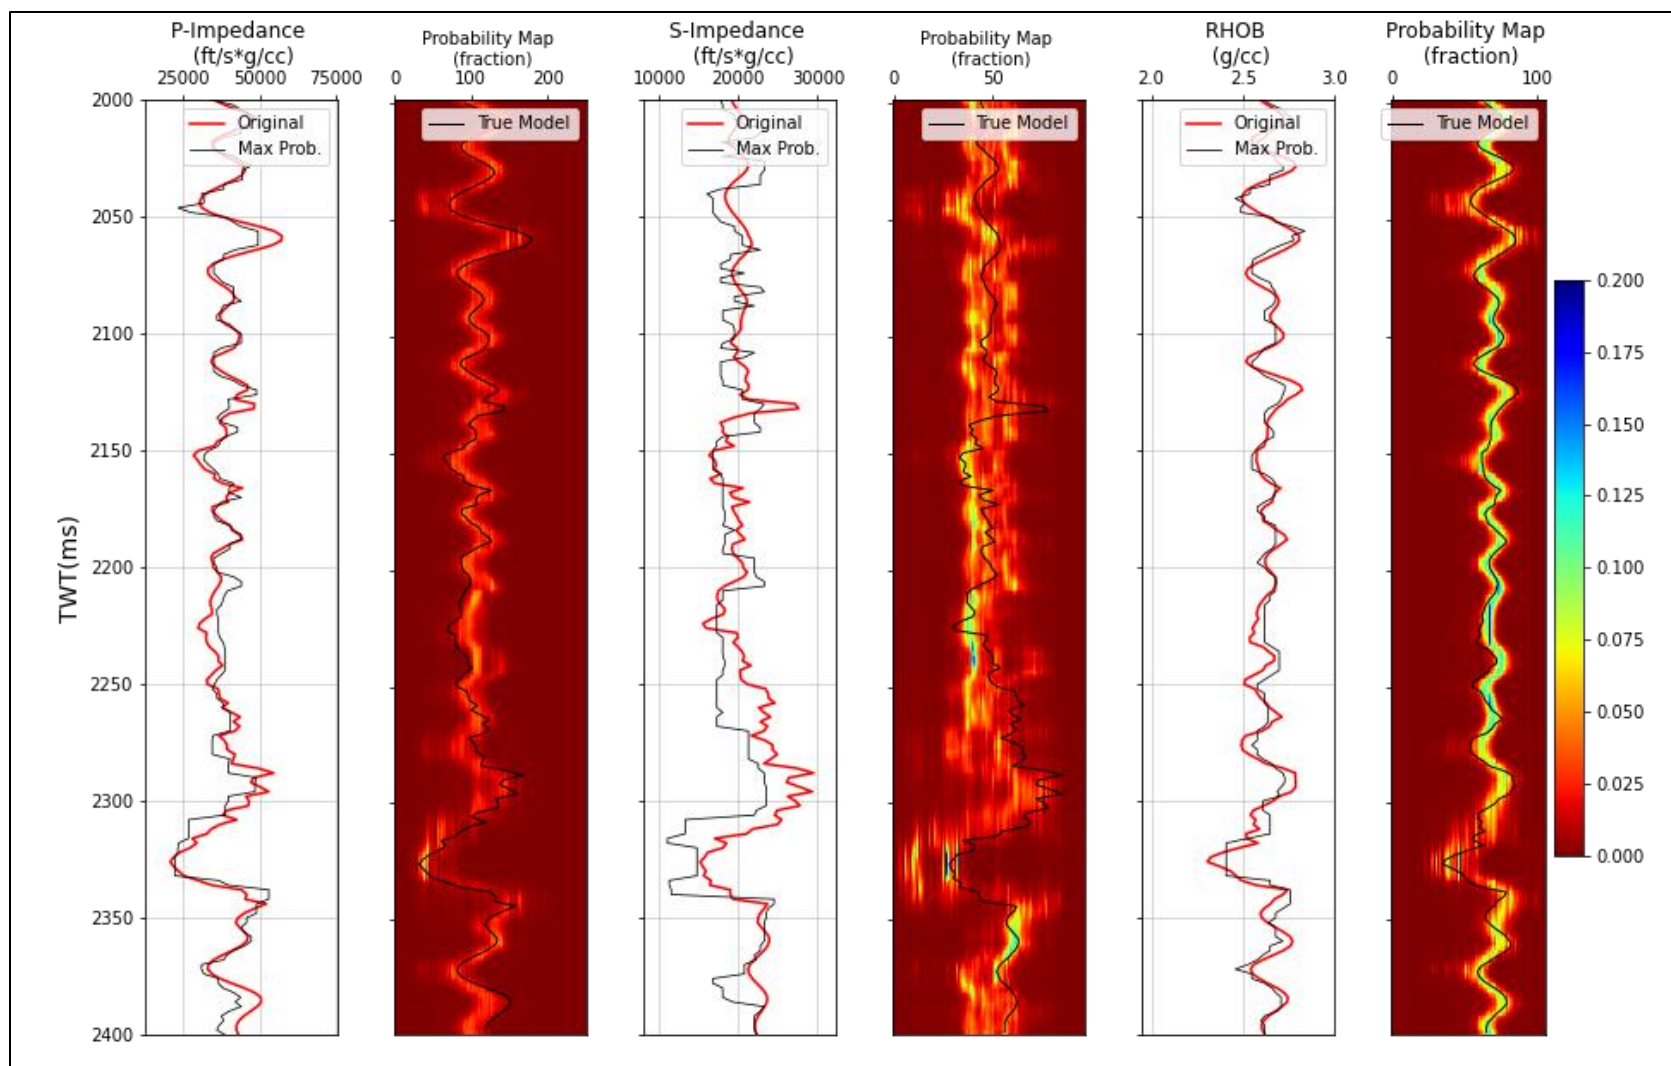 P-Impedance
(ft/s*g/cc)
25000 50000 75000
Probability Map
(fraction)
0 100 200
S-Impedance
(ft/s*g/cc)
10000 20000 30000
Probability Map
(fraction)
0 50
RHOB
(g/cc)
2.0 2.5 3.0
Probability Map
(fraction)
0 100
Original
Max Prob.
True Model
Original
Max Prob.
True Model
Original
Max Prob.
True Model
TWT(ms)
2000
2050
2100
2150
2200
2250
2300
2350
2400
0.200
0.175
0.150
0.125
0.100
0.075
0.050
0.025
0.000